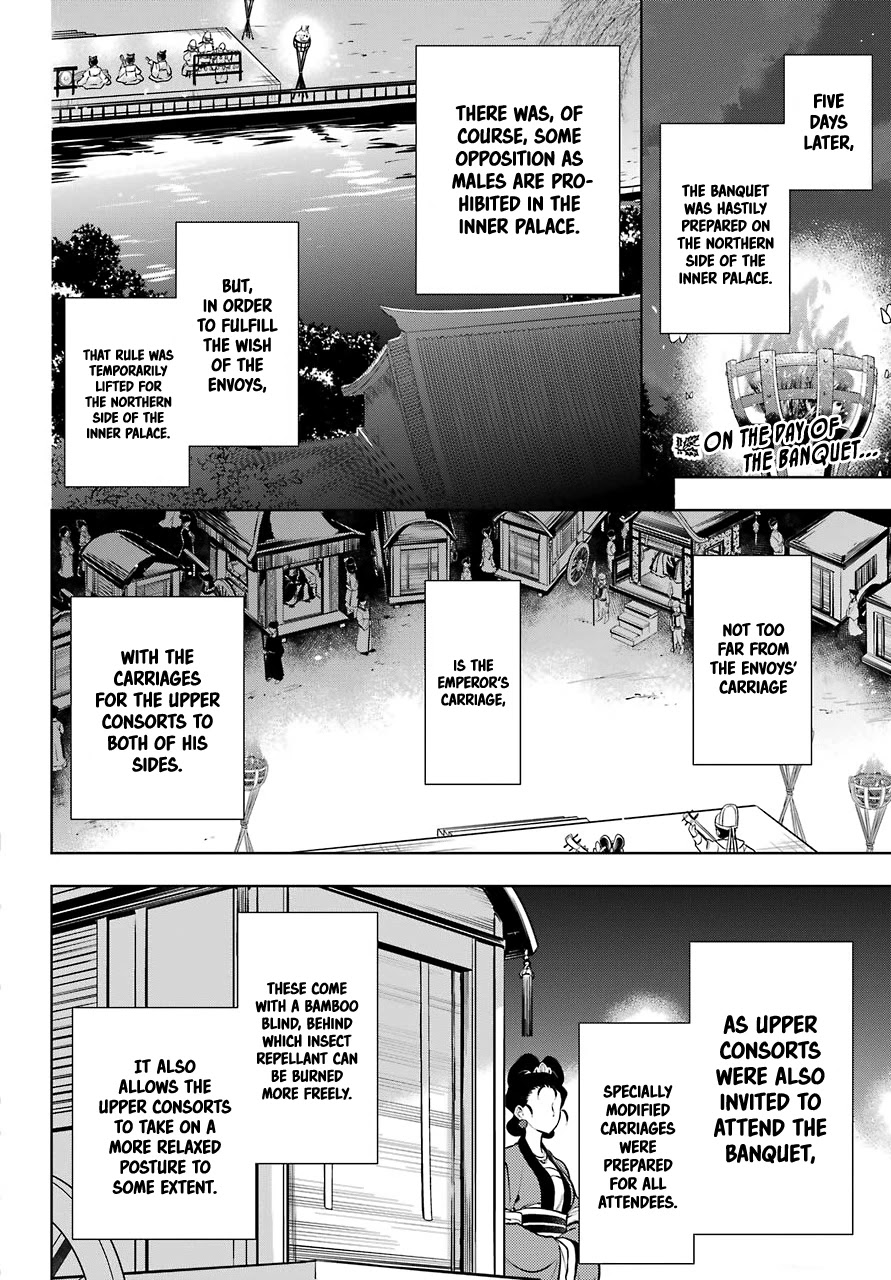 FIVE
DAYS
LATER,
THE BANQUET
WAS HASTILY
PREPARED ON
THE NORTHERN
SIDE OF THE
INNER PALACE.
ON THE DAY OF
THE BANQUET...
THERE WAS, OF
COURSE, SOME
OPPOSITION AS
MALES ARE PRO-
HIBITED IN THE
INNER PALACE.
BUT,
IN ORDER
TO FULFILL
THE WISH
OF THE
ENVOYS,
THAT RULE WAS
TEMPORARILY
LIFTED FOR
THE NORTHERN
SIDE OF THE
INNER PALACE.
NOT TOO
FAR FROM
THE ENVOYS'
CARRIAGE
IS THE
EMPEROR'S
CARRIAGE,
WITH THE
CARRIAGES
FOR THE UPPER
CONSORTS TO
BOTH OF HIS
SIDES.
AS UPPER
CONSORTS
WERE ALSO
INVITED TO
ATTEND THE
BANQUET,
SPECIALLY
MODIFIED
CARRIAGES
WERE
PREPARED
FOR ALL
ATTENDEES.
THESE COME
WITH A BAMBOO
BLIND, BEHIND
WHICH INSECT
REPELLANT CAN
BE BURNED
MORE FREELY.
IT ALSO
ALLOWS THE
UPPER CONSORTS
TO TAKE ON A
MORE RELAXED
POSTURE TO
SOME EXTENT.